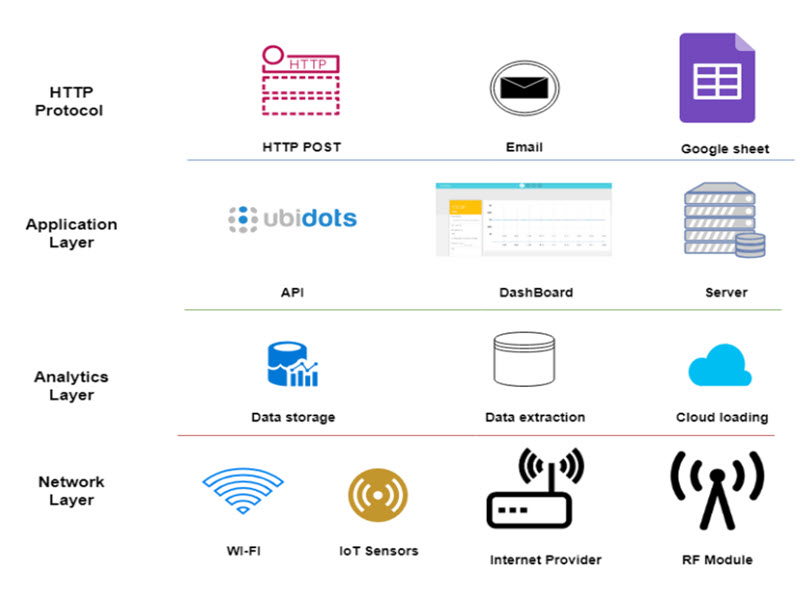 HTTP
Protocol
HTTP
HTTP POST
Email
Google sheet
Application
Layer
ubidots
API
DashBoard
Server
Analytics
Layer
Data storage
Data extraction
Cloud loading
Network
Layer
WI-FI
IoT Sensors
Internet Provider
RF Module